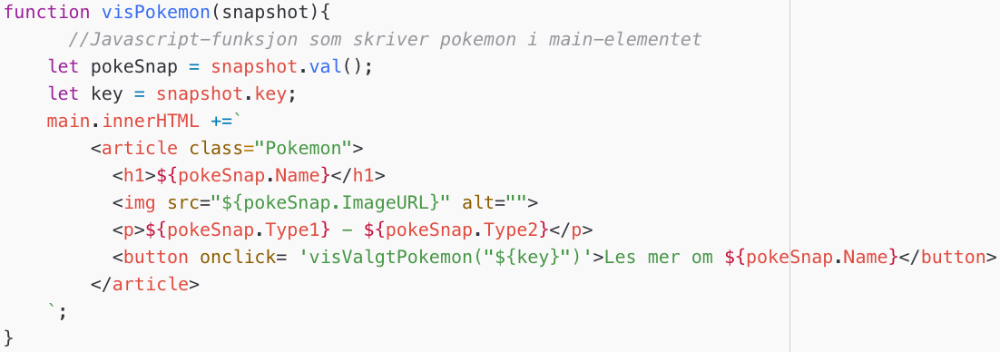 function visPokemon(snapshot){
//Javascript-funksjon som skriver pokemon i main-elementet
let pokeSnap = snapshot.val();
let key = snapshot.key;
main.innerHTML +=`
<article class="Pokemon">
<h1>${pokeSnap.Name}</h1>
<img src="${pokeSnap.ImageURL}" alt="">
<p>${pokeSnap.Type1} - ${pokeSnap.Type2}</p>
<button onclick= 'visValgtPokemon("${key}")'>Les mer om ${pokeSnap.Name}</button>
</article>
`;
}